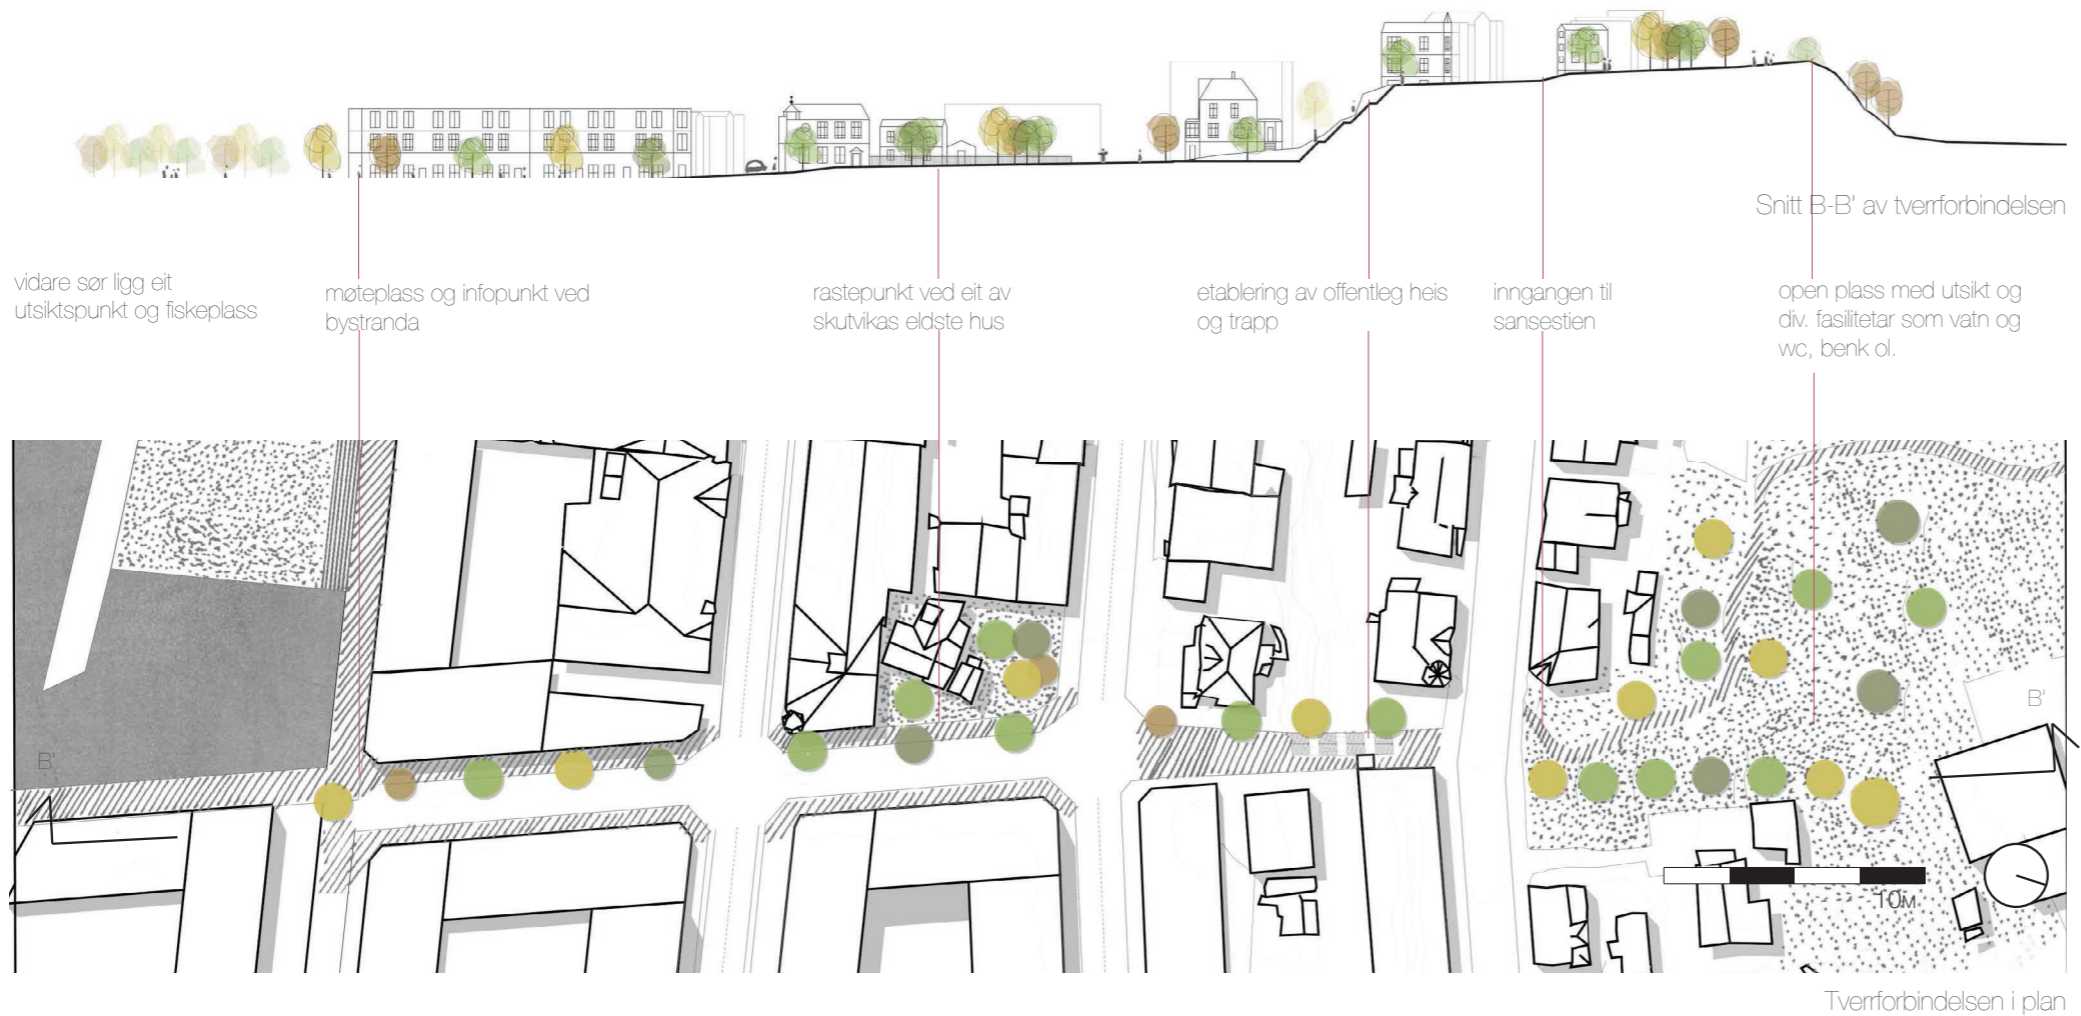 Snitt B-B' av tverrforbindelsen
vidare sør ligg eit
utsiktspunkt og fiskeplass
møteplass og infopunkt ved
bystranda
rastepunkt ved eit av
skutvikas eldste hus
etablering av offentleg heis
og trapp
inngangen til
sansestien
open plass med utsikt og
div. fasilitetar som vatn og
wc, benk ol.
B'
B'
10M
Tverrforbindelsen i plan